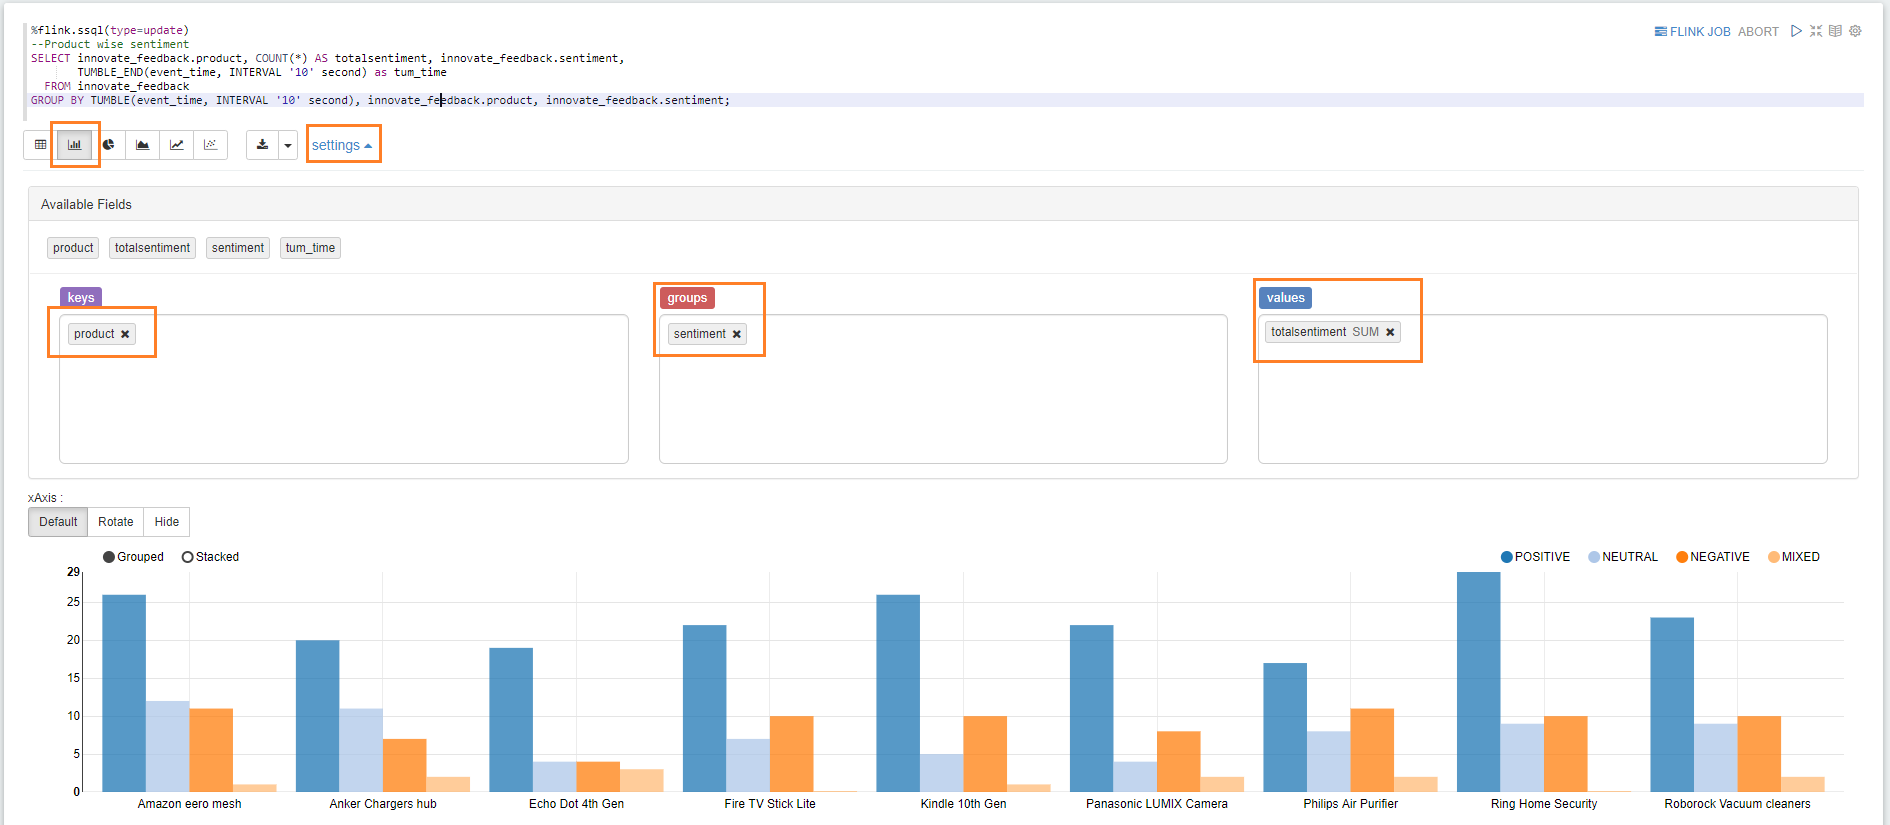 %flink.ssql(type=update)
FLINK JOB ABORT
--Product wise sentiment
SELECT innovate_feedback.product, COUNT(*) AS totalsentiment, innovate_feedback.sentiment,
TUMBLE_END(event_time, INTERVAL '10' second) as tum_time
FROM innovate_feedback
GROUP BY TUMBLE(event_time, INTERVAL '10' second), innovate_feedback.product, innovate_feedback.sentiment;
settings
Available Fields
product totalsentiment sentiment tum_time
keys groups values
product sentiment totalsentiment SUM
xAxis :
Default Rotate Hide
Grouped Stacked POSITIVE NEUTRAL NEGATIVE MIXED
29
25
20
15
10
5
0
Amazon eero mesh Anker Chargers hub Echo Dot 4th Gen Fire TV Stick Lite Kindle 10th Gen Panasonic LUMIX Camera Philips Air Purifier Ring Home Security Roborock Vacuum cleaners